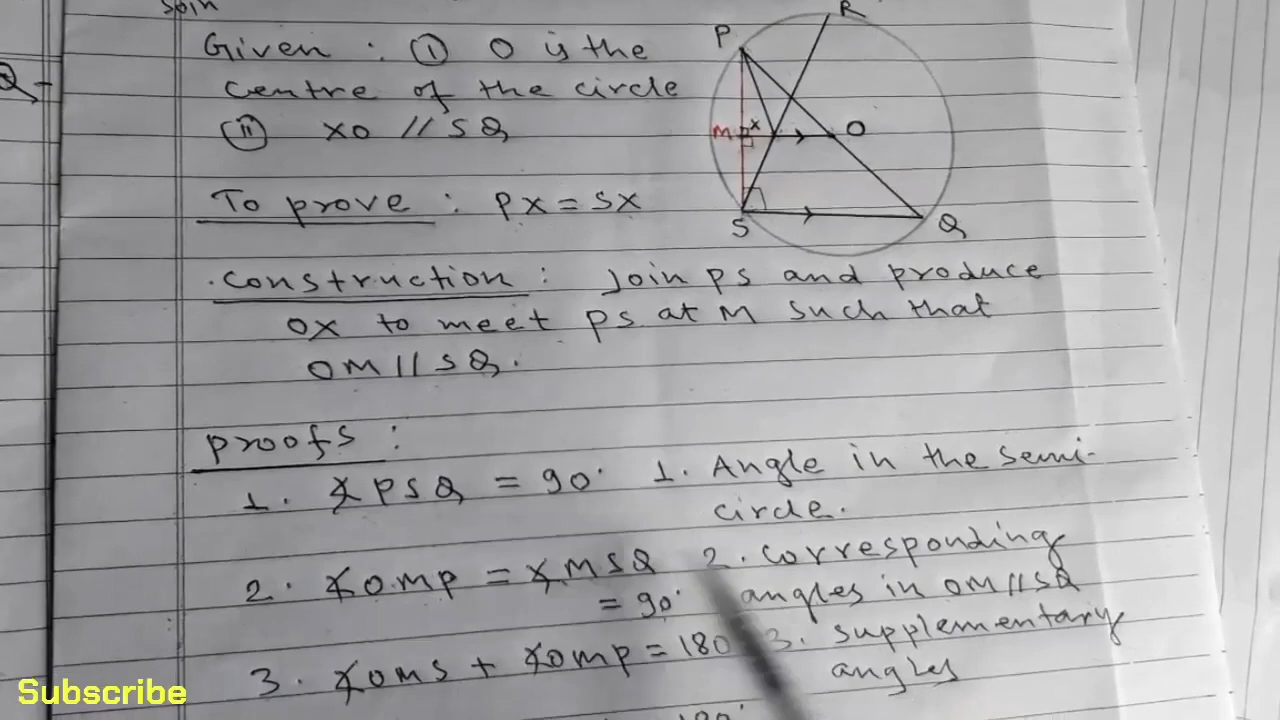 Given : (i) O is the
centre of the circle
(ii) XO // SQ
To prove : PX = SX
Construction : Join PS and produce
OX to meet PS at M such that
OM // SQ.
P
R
M
X
O
S
Q
Proofs :
1. ∡PSQ = 90° 1. Angle in the semi-
circle.
2. ∡OMP = ∡MSQ 2. corresponding
= 90° angles in OM // SQ
3. ∡OMS + ∡OMP = 180 3. supplementary
angles
Subscribe